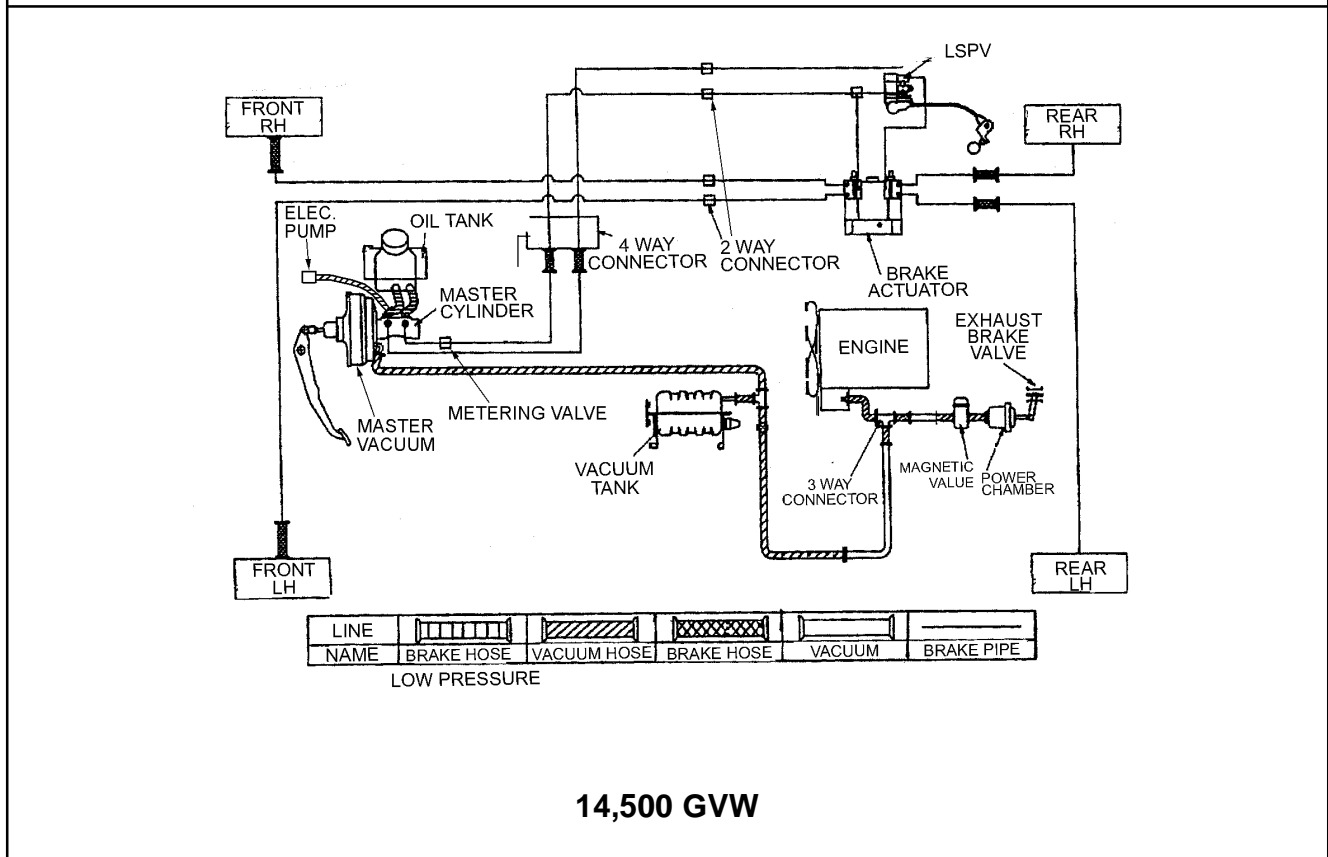 LSPV
FRONT
RH
REAR
RH
ELEC.
PUMP
OIL TANK
4 WAY
CONNECTOR
2 WAY
CONNECTOR
BRAKE
ACTUATOR
MASTER
CYLINDER
ENGINE
EXHAUST
BRAKE
VALVE
METERING VALVE
MASTER
VACUUM
VACUUM
TANK
3 WAY
CONNECTOR
MAGNETIC
VALUE
POWER
CHAMBER
FRONT
LH
REAR
LH
LINE
NAME BRAKE HOSE VACUUM HOSE BRAKE HOSE VACUUM BRAKE PIPE
LOW PRESSURE
14,500 GVW